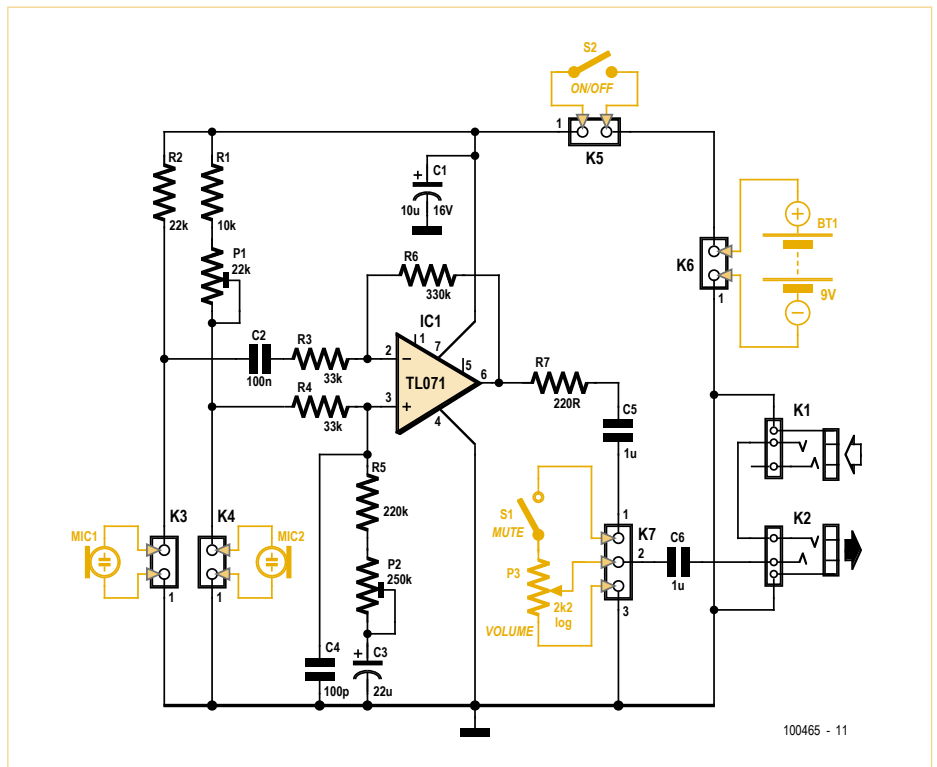 S2
ON/OFF
1
K5
R2
22k
R1
10k
P1
22k
+
C1
10u
16V
R6
330k
K6
1
+
BT1
9V
−
C2
100n
R3
33k
R4
33k
IC1
TL071
1
7
2
−
3
+
5
6
4
R7
220R
C5
1u
R5
220k
P2
250k
+
C3
22u
C4
100p
MIC1
K3
1
K4
1
MIC2
S1
MUTE
P3
2k2
log
VOLUME
1
K7
2
3
C6
1u
K1
K2
100465 - 11